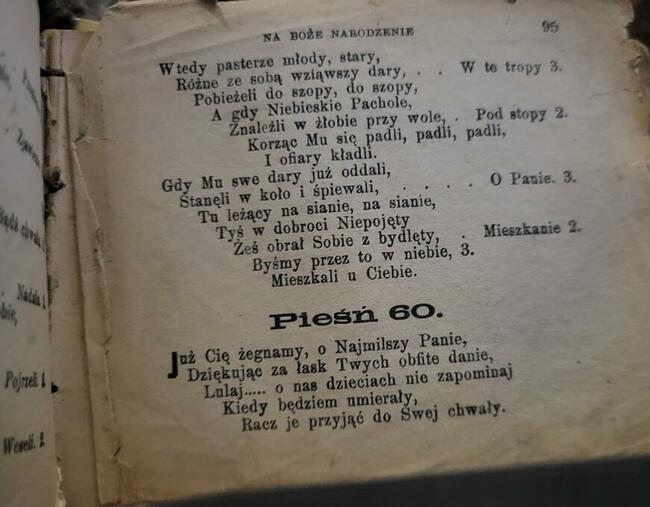 NA BOŻE NARODZENIE 95
Wtedy pasterze młody, stary,
Różne ze sobą wziąwszy dary, . . W te tropy 3.
Pobieżeli do szopy, do szopy,
A gdy Niebieskie Pachole,
Znaleźli w żłobie przy wole, . Pod stopy 2.
Korząc Mu się padli, padli, padli,
I ofiary kładli.
Gdy Mu swe dary już oddali,
Stanęli w koło i śpiewali, . . . . O Panie. 3.
Tu leżący na sianie, na sianie,
Tyś w dobroci Niepojęty
Żeś obrał Sobie z bydlęty, . Mieszkanie 2.
Byśmy przez to w niebie, 3.
Mieszkali u Ciebie.
Pieśń 60.
Już Cię żegnamy, o Najmilszy Panie,
Dziękując za łask Twych obfite danie,
Lulaj..... o nas dzieciach nie zapominaj
Kiedy będziem umierały,
Racz je przyjąć do Swej chwały.
Nadzla
Pojrzeli. 1.
Weseli. 2.